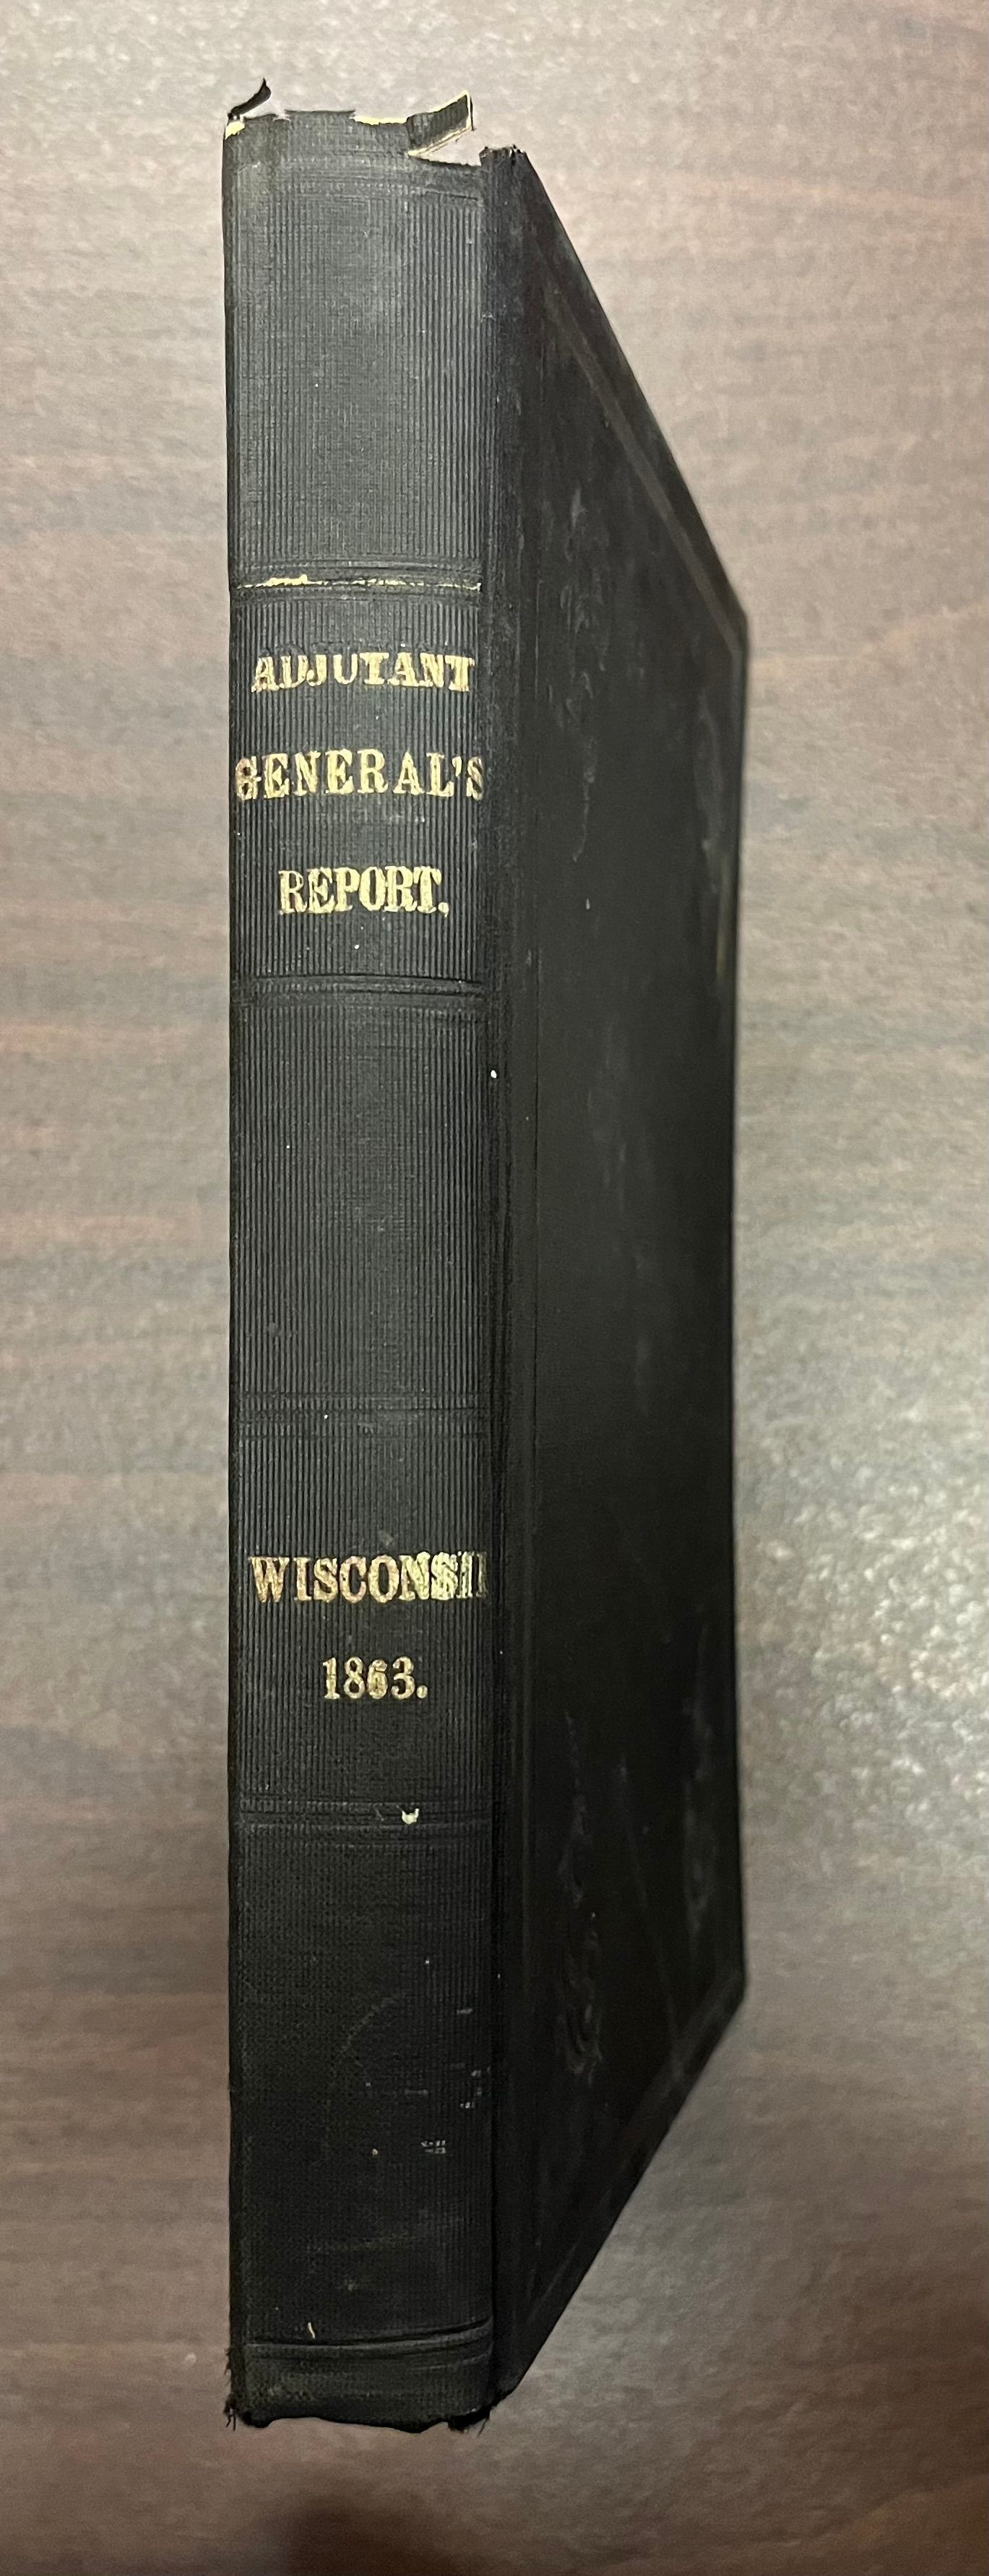 ADJUTANT
GENERAL'S
REPORT.
WISCONSIN
1863.